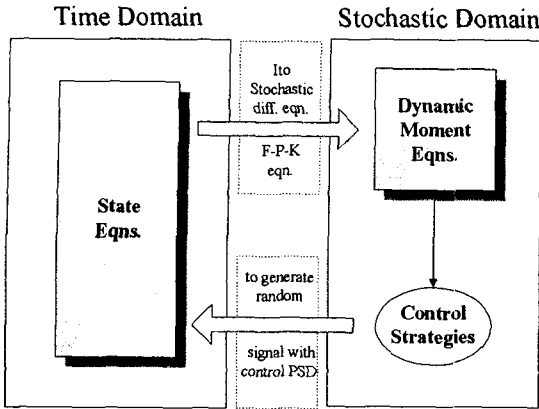 Time Domain
Stochastic Domain
Ito
Stochastic
diff. eqn.
F-P-K
eqn.
Dynamic
Moment
Eqns.
State
Eqns.
to generate
random
signal with
control PSD
Control
Strategies